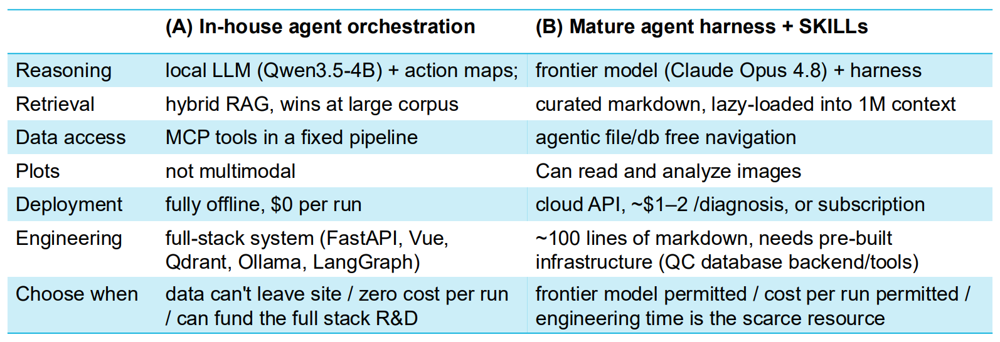 (A) In-house agent orchestration (B) Mature agent harness + SKILLs
Reasoning local LLM (Qwen3.5-4B) + action maps; frontier model (Claude Opus 4.8) + harness
Retrieval hybrid RAG, wins at large corpus curated markdown, lazy-loaded into 1M context
Data access MCP tools in a fixed pipeline agentic file/db free navigation
Plots not multimodal Can read and analyze images
Deployment fully offline, $0 per run cloud API, ~$1–2 /diagnosis, or subscription
Engineering full-stack system (FastAPI, Vue, ~100 lines of markdown, needs pre-built
Qdrant, Ollama, LangGraph) infrastructure (QC database backend/tools)
Choose when data can't leave site / zero cost per run frontier model permitted / cost per run permitted /
/ can fund the full stack R&D engineering time is the scarce resource